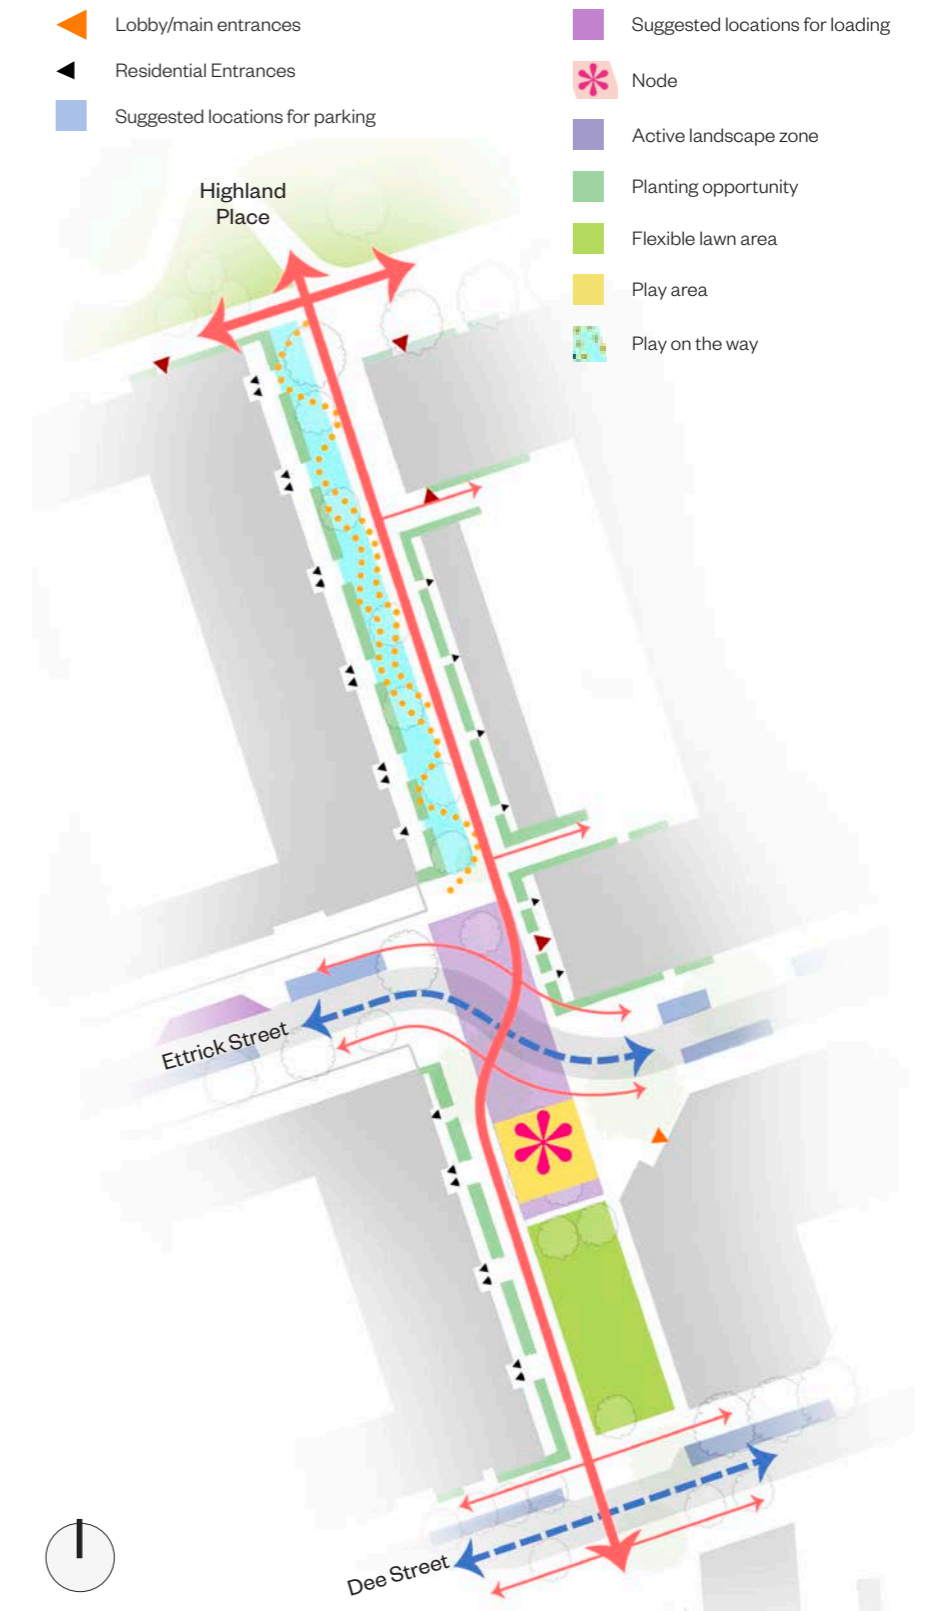 Lobby/main entrances
Residential Entrances
Suggested locations for parking
Suggested locations for loading
Node
Active landscape zone
Planting opportunity
Flexible lawn area
Play area
Play on the way
Highland
Place
Ettrick Street
Dee Street